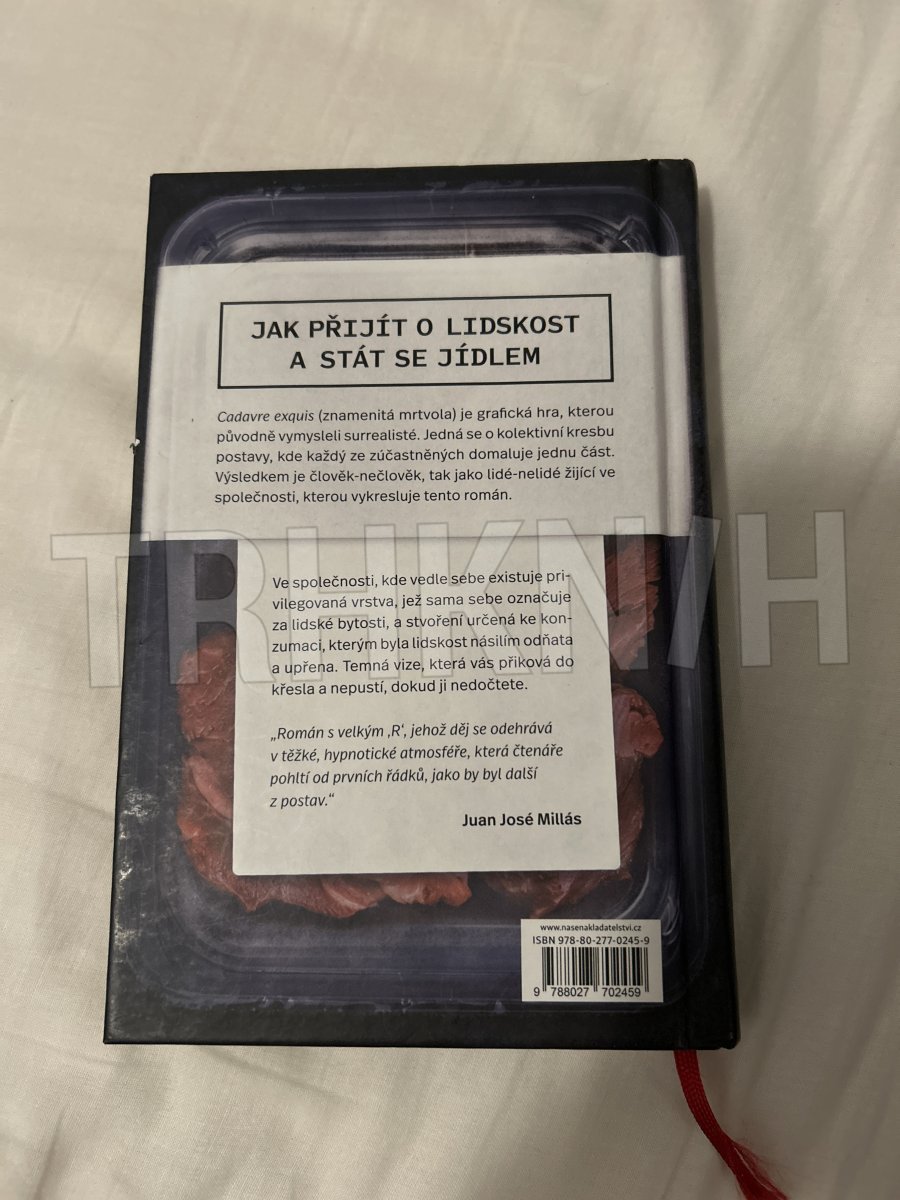 JAK PŘIJÍT O LIDSKOST
A STÁT SE JÍDLEM
Cadavre exquis (znamenitá mrtvola) je grafická hra, kterou
původně vymysleli surrealisté. Jedná se o kolektivní kresbu
postavy, kde každý ze zúčastněných domaluje jednu část.
Výsledkem je člověk-nečlověk, tak jako lidé-nelidé žijící ve
společnosti, kterou vykresluje tento román.
TRHKNIH
Ve společnosti, kde vedle sebe existuje pri-
vilegovaná vrstva, jež sama sebe označuje
za lidské bytosti, a stvoření určená ke kon-
zumaci, kterým byla lidskost násilím odňata
a upřena. Temná vize, která vás přiková do
křesla a nepustí, dokud ji nedočtete.
„Román s velkým ‚R‘, jehož děj se odehrává
v těžké, hypnotické atmosféře, která čtenáře
pohltí od prvních řádků, jako by byl další
z postav.“
Juan José Millás
www.nasenakladatelstvi.cz
ISBN 978-80-277-0245-9
9 788027 702459